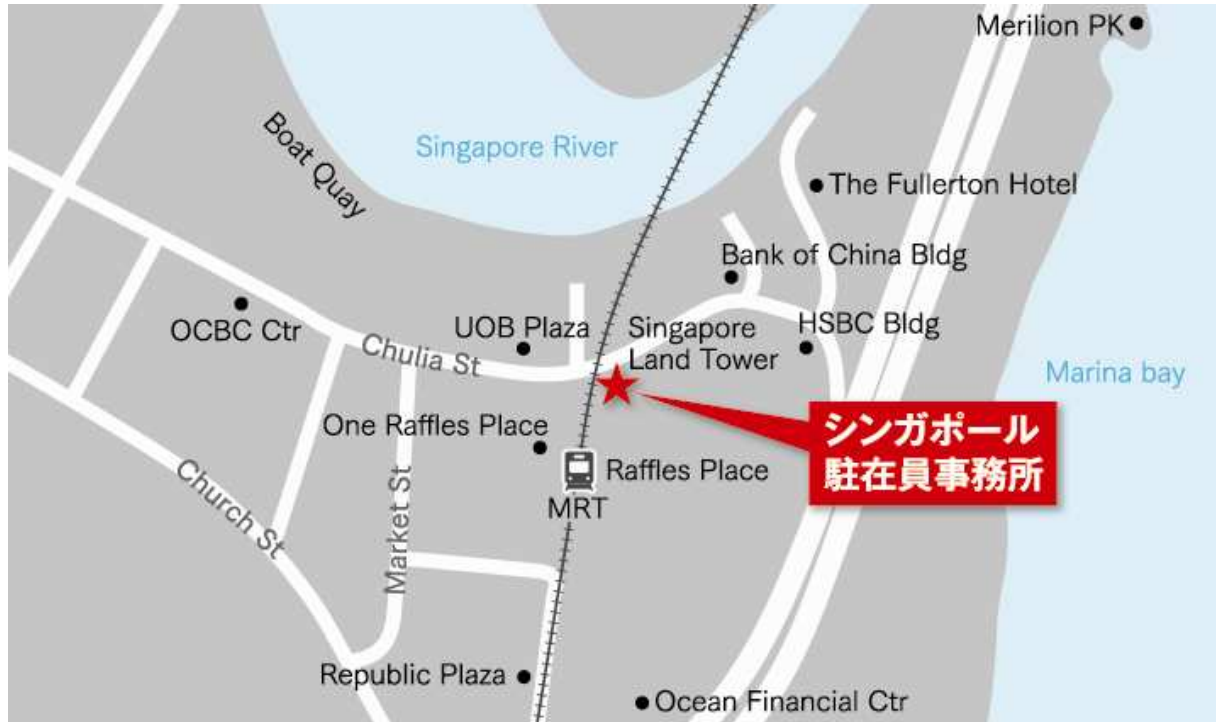 Merilion PK
Boat Quay
Singapore River
The Fullerton Hotel
Bank of China Bldg
OCBC Ctr
UOB Plaza
Singapore
Land Tower
HSBC Bldg
Chulia St
Marina bay
シンガポール
駐在員事務所
One Raffles Place
Raffles Place
MRT
Church St
Market St
Republic Plaza
Ocean Financial Ctr